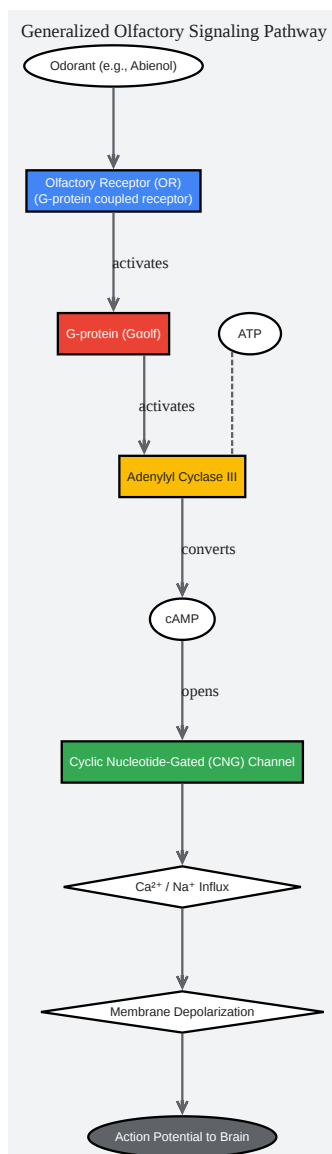 Generalized Olfactory Signaling Pathway
Odorant (e.g., Abienol)
Olfactory Receptor (OR)
(G-protein coupled receptor)
activates
G-protein (Gαolf)
ATP
activates
Adenylyl Cyclase III
converts
cAMP
opens
Cyclic Nucleotide-Gated (CNG) Channel
Ca²⁺ / Na⁺ Influx
Membrane Depolarization
Action Potential to Brain